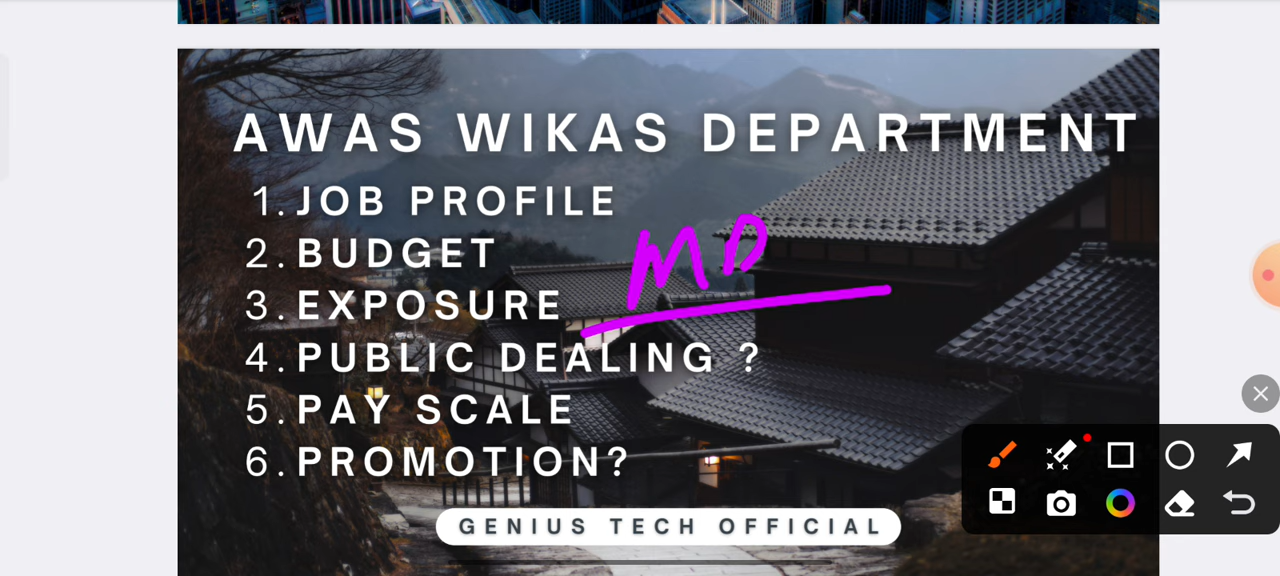 AWAS WIKAS DEPARTMENT
1. JOB PROFILE
2. BUDGET
MD
3. EXPOSURE
4. PUBLIC DEALING ?
5. PAY SCALE
6. PROMOTION?
GENIUS TECH OFFICIAL